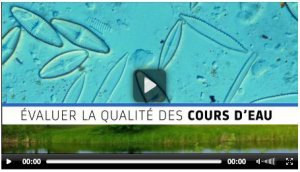 ÉVALUER LA QUALITÉ DES COURS D'EAU
00:00 00:00